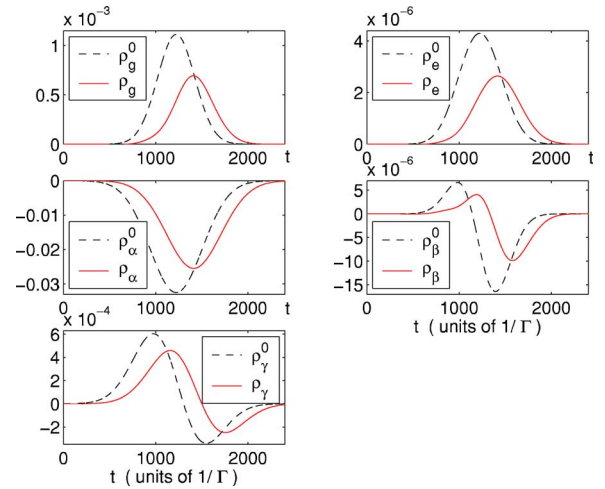 x 10⁻³
1
0.5
0
ρ_g^0
ρ_g
0 1000 2000 t
x 10⁻⁶
4
2
0
ρ_e^0
ρ_e
0 1000 2000 t
0
−0.01
−0.02
−0.03
ρ_α^0
ρ_α
0 1000 2000 t
x 10⁻⁶
5
0
−5
−10
−15
ρ_β^0
ρ_β
0 1000 2000
t ( units of 1/ Γ )
x 10⁻⁴
6
4
2
0
−2
ρ_γ^0
ρ_γ
0 1000 2000
t ( units of 1/ Γ )